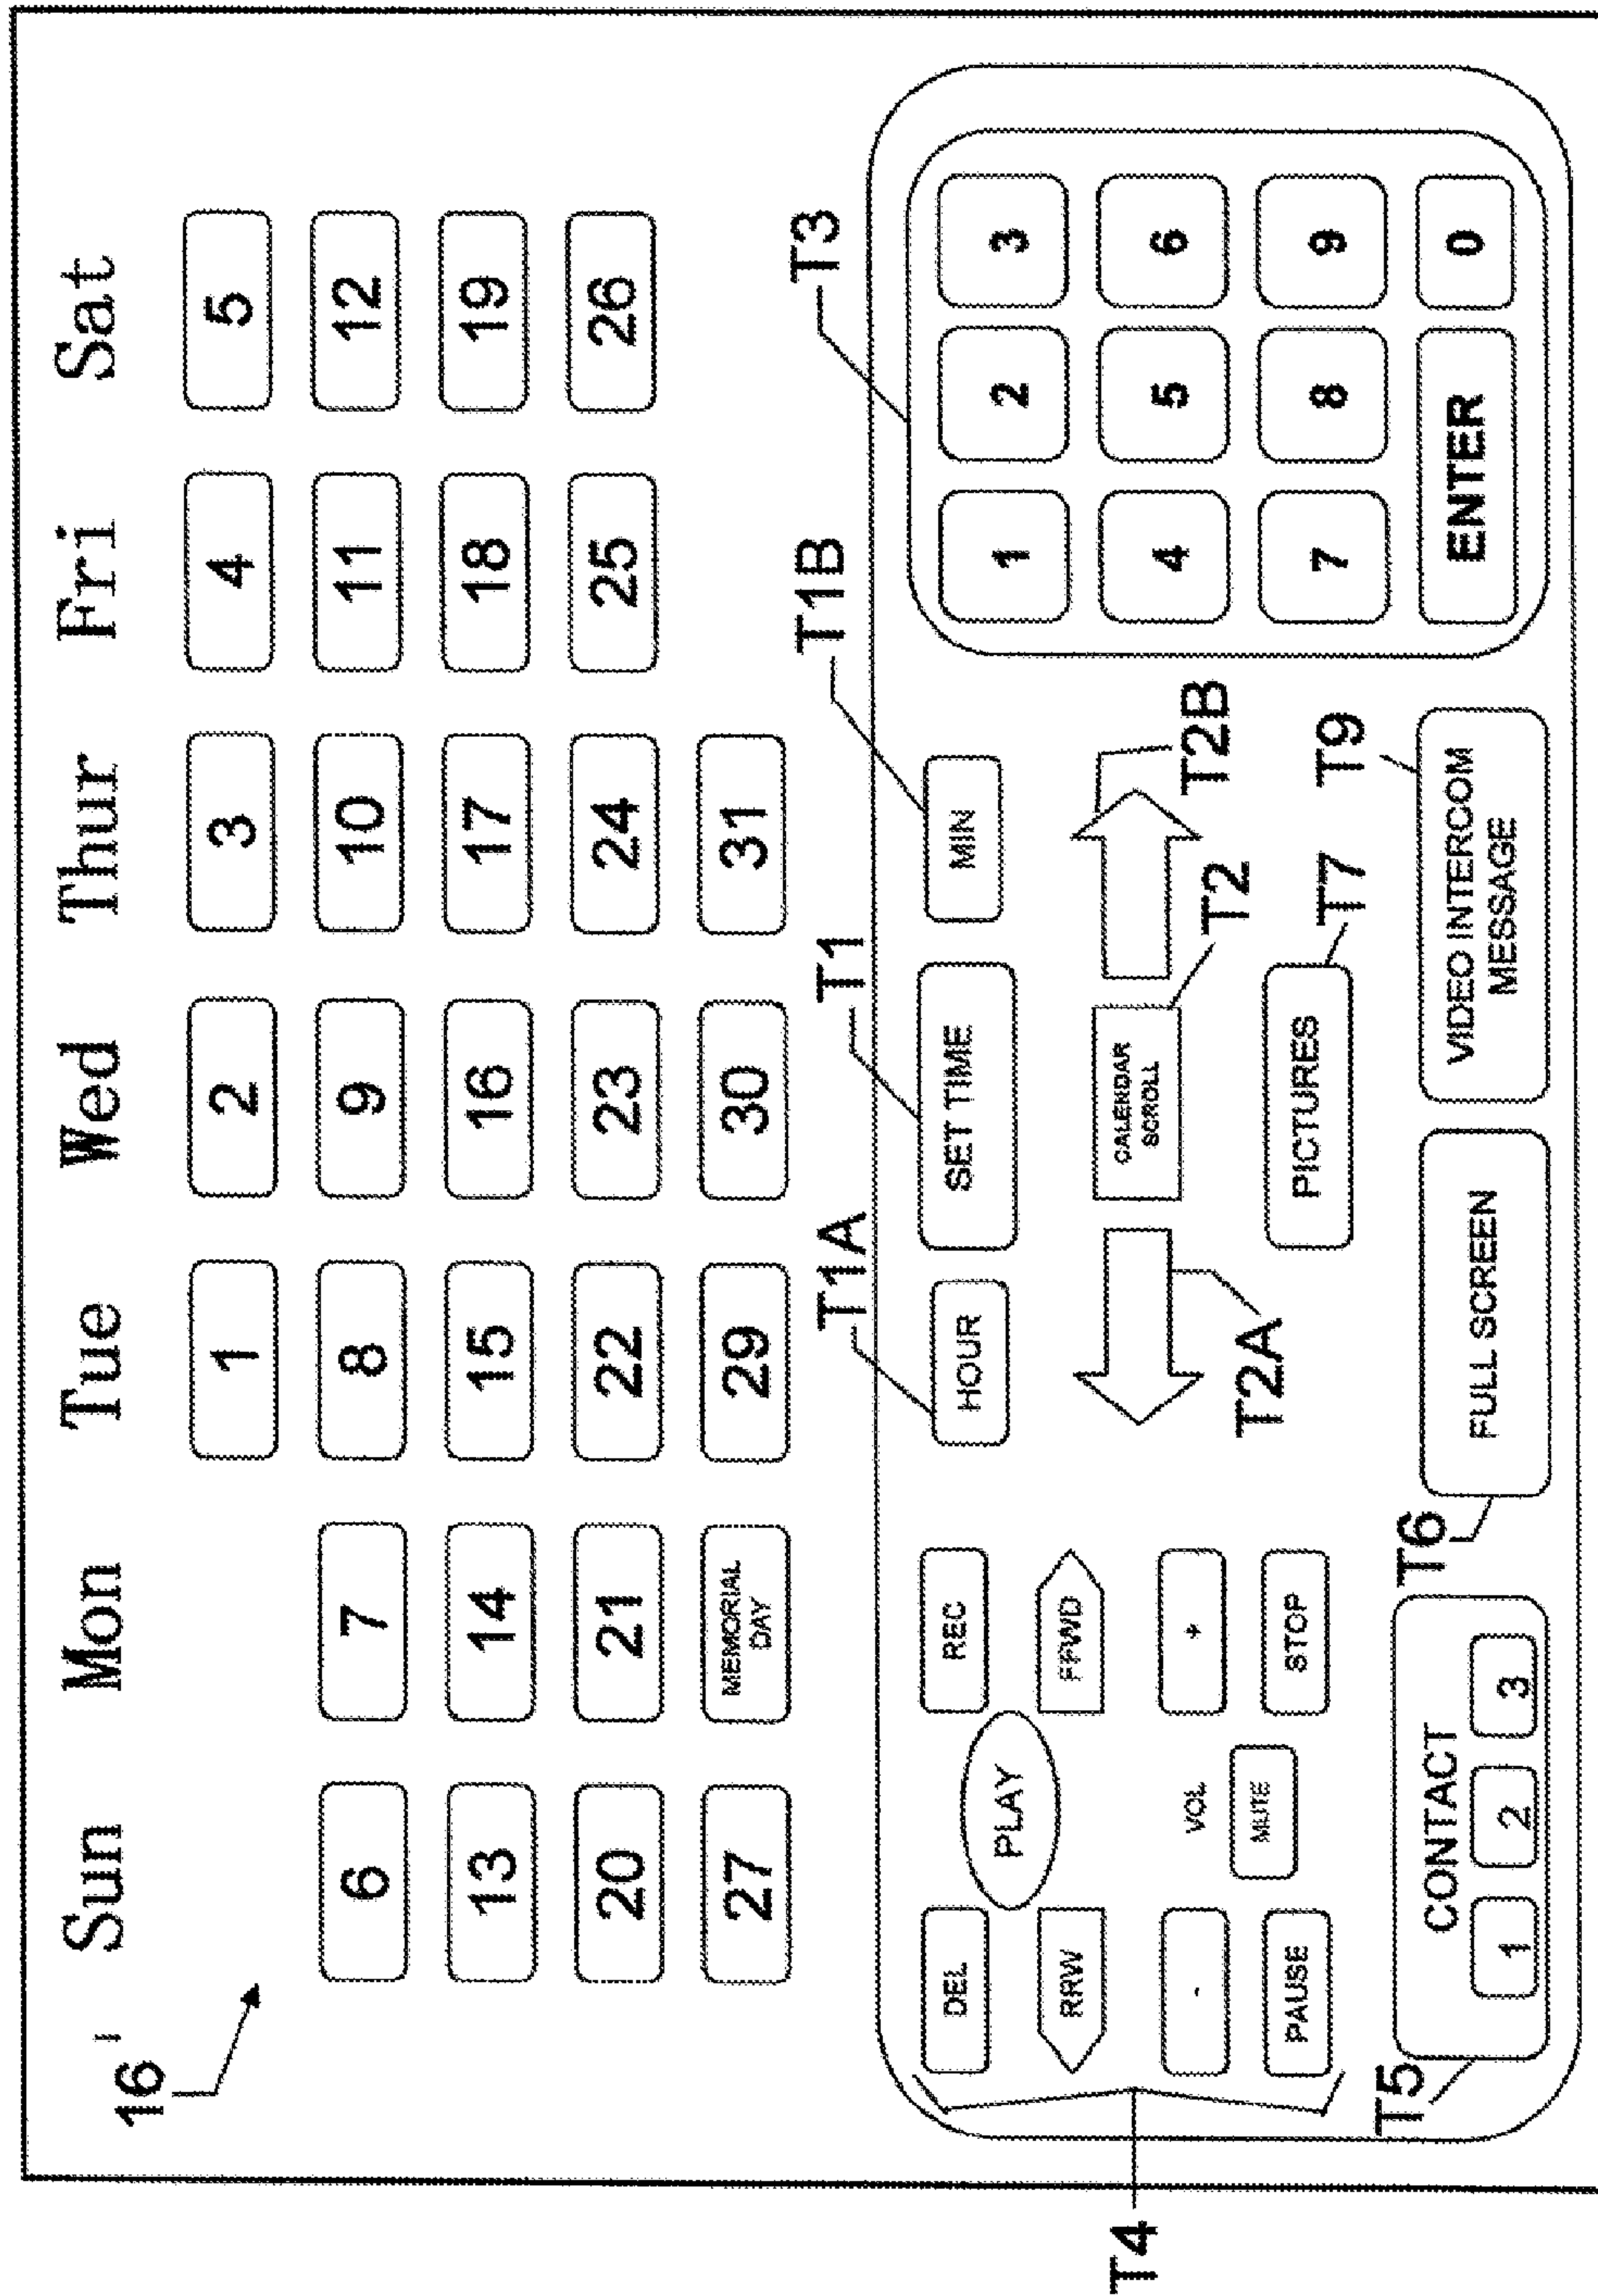 16'
Sun Mon Tue Wed Thur Fri Sat
1 2 3 4 5
6 7 8 9 10 11 12
13 14 15 16 17 18 19
20 21 22 23 24 25 26
27 MEMORIAL DAY 29 30 31
T1A T1 T1B T3
DEL REC HOUR SET TIME MIN
PLAY
RRW FFWD
CALENDAR
SCROLL
T2A T2 T2B
- VOL +
MUTE
PAUSE STOP
PICTURES
T7 T9
1 2 3
4 5 6
7 8 9
ENTER 0
T4
T5
CONTACT
1 2 3
T6
FULL SCREEN
VIDEO INTERCOM
MESSAGE